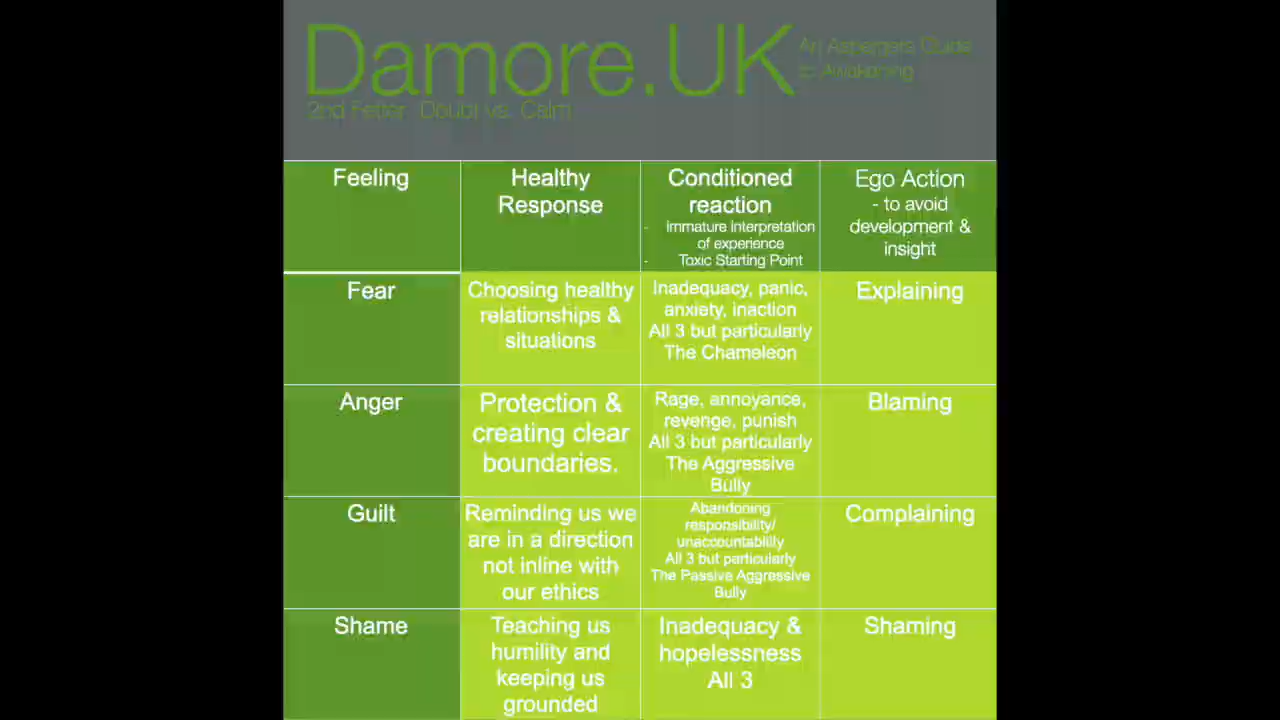 Damore.UK
An Aspergers Guide
to Awakening
2nd Fetter: Doubt vs. Calm
Feeling
Healthy
Response
Conditioned
reaction
- immature interpretation
of experience
- Toxic Starting Point
Ego Action
- to avoid
development &
insight
Fear
Choosing healthy
relationships &
situations
Inadequacy, panic,
anxiety, inaction
All 3 but particularly
The Chameleon
Explaining
Anger
Protection &
creating clear
boundaries.
Rage, annoyance,
revenge, punish
All 3 but particularly
The Aggressive
Bully
Blaming
Guilt
Reminding us we
are in a direction
not inline with
our ethics
Abandoning
responsibility/
unaccountability
All 3 but particularly
The Passive Aggressive
Bully
Complaining
Shame
Teaching us
humility and
keeping us
grounded
Inadequacy &
hopelessness
All 3
Shaming